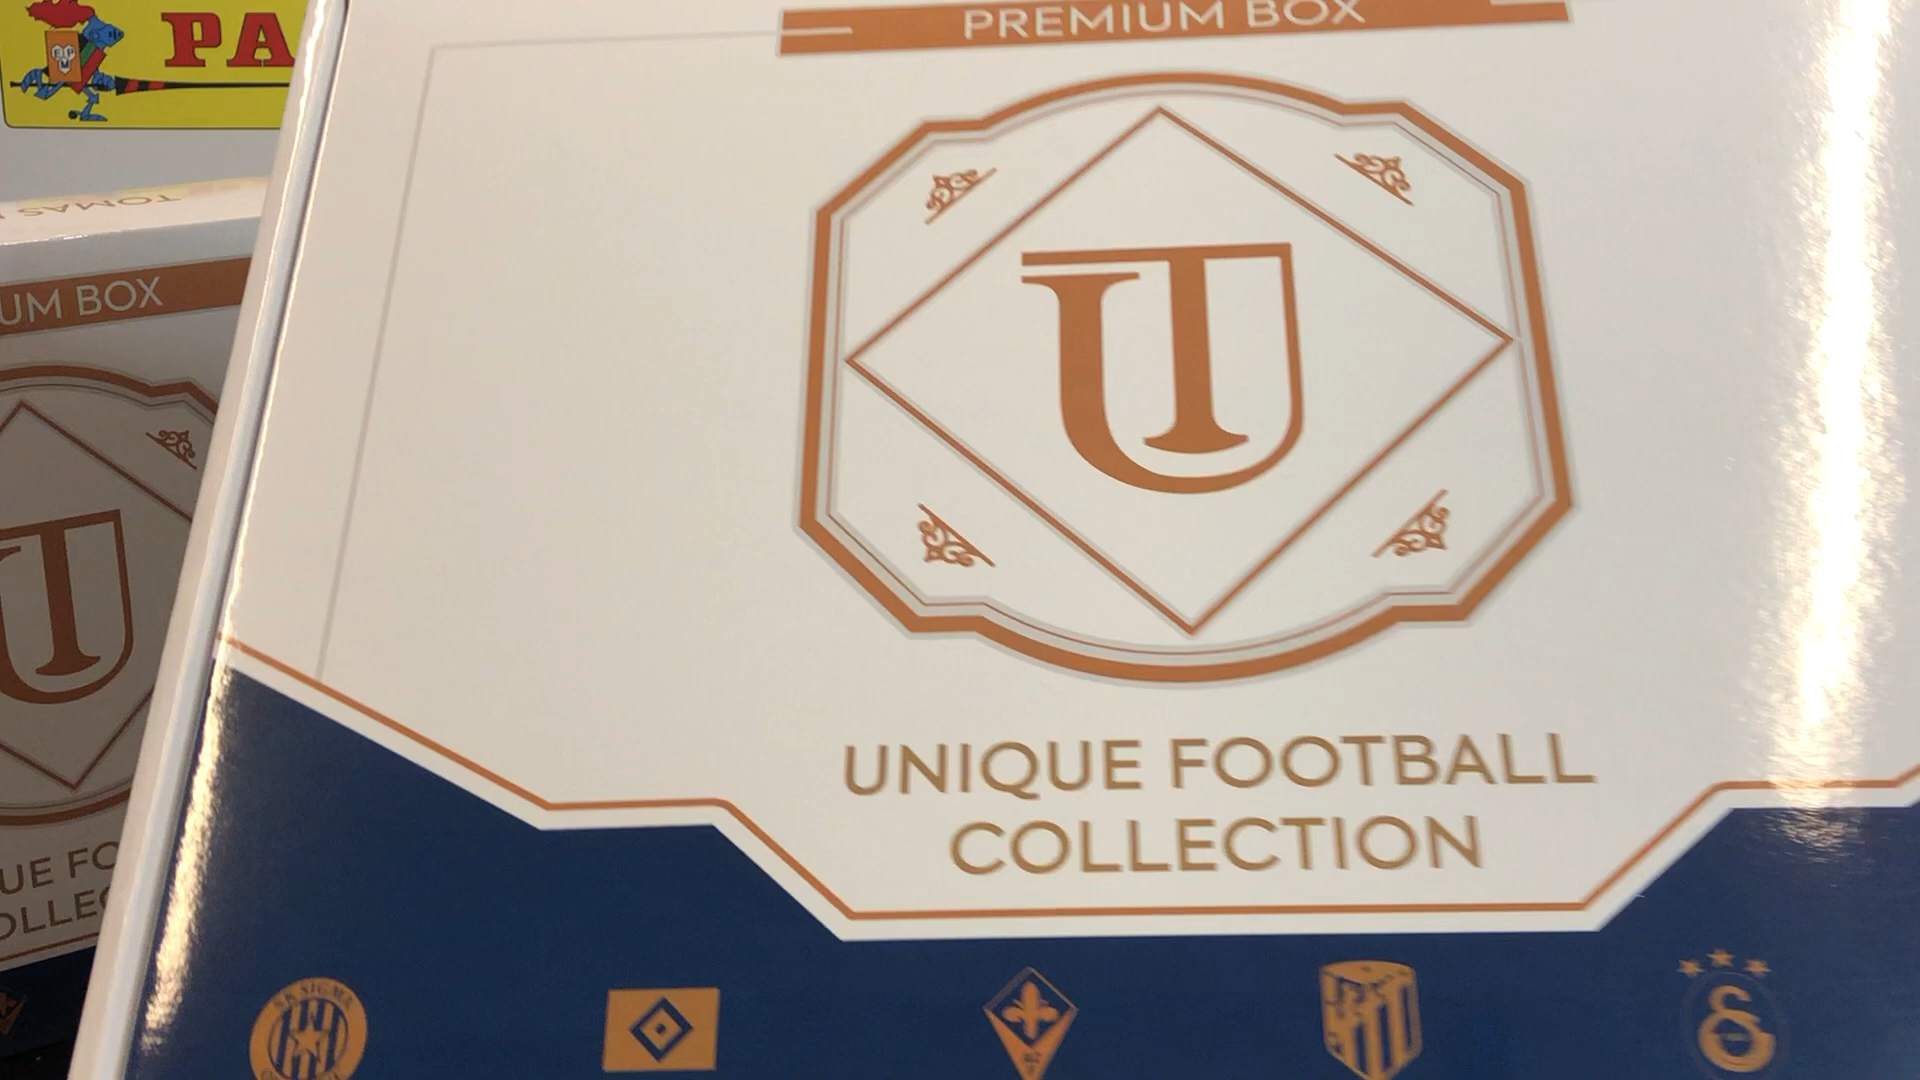 PREMIUM BOX
UT
UNIQUE FOOTBALL
COLLECTION
SK SIGMA
PA
TOMAS
UM BOX
UT
UE FO
OLLEC